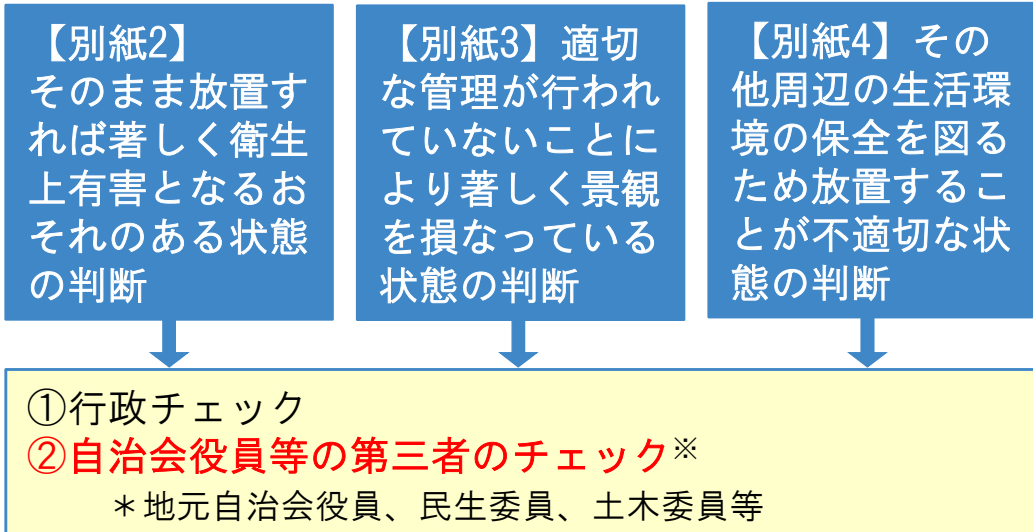 【別紙2】
そのまま放置す
れば著しく衛生
上有害となるお
それのある状態
の判断
【別紙3】適切
な管理が行われ
ていないことに
より著しく景観
を損なっている
状態の判断
【別紙4】その
他周辺の生活環
境の保全を図る
ため放置するこ
とが不適切な状
態の判断
①行政チェック
②自治会役員等の第三者のチェック※
＊地元自治会役員、民生委員、土木委員等